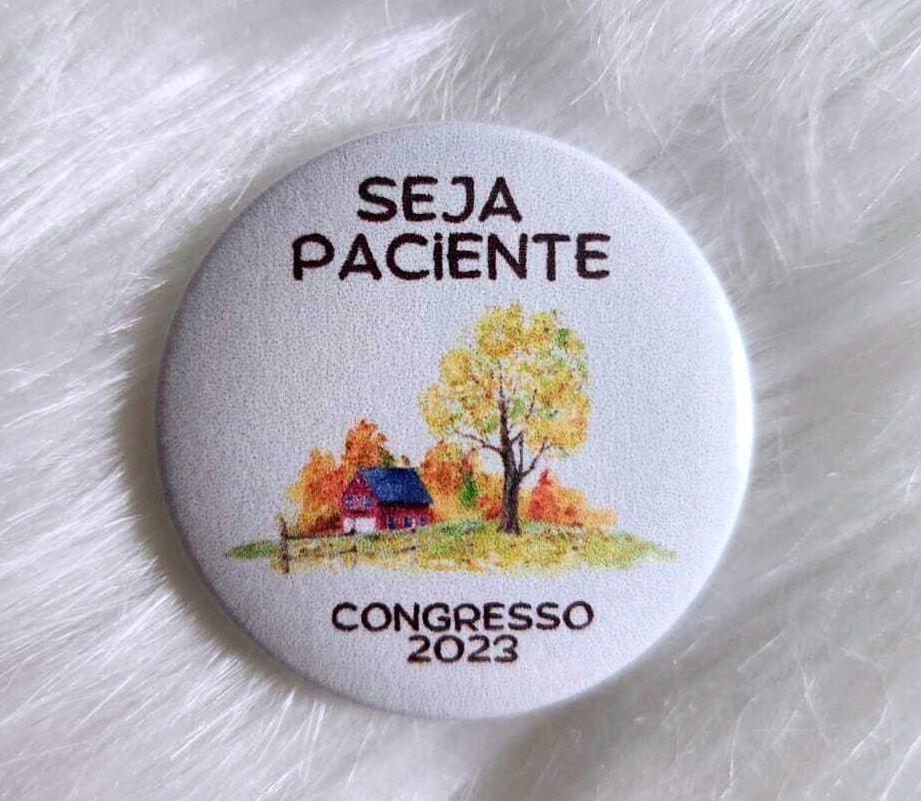 SEJA
PACiENTE
CONGRESSO
2023